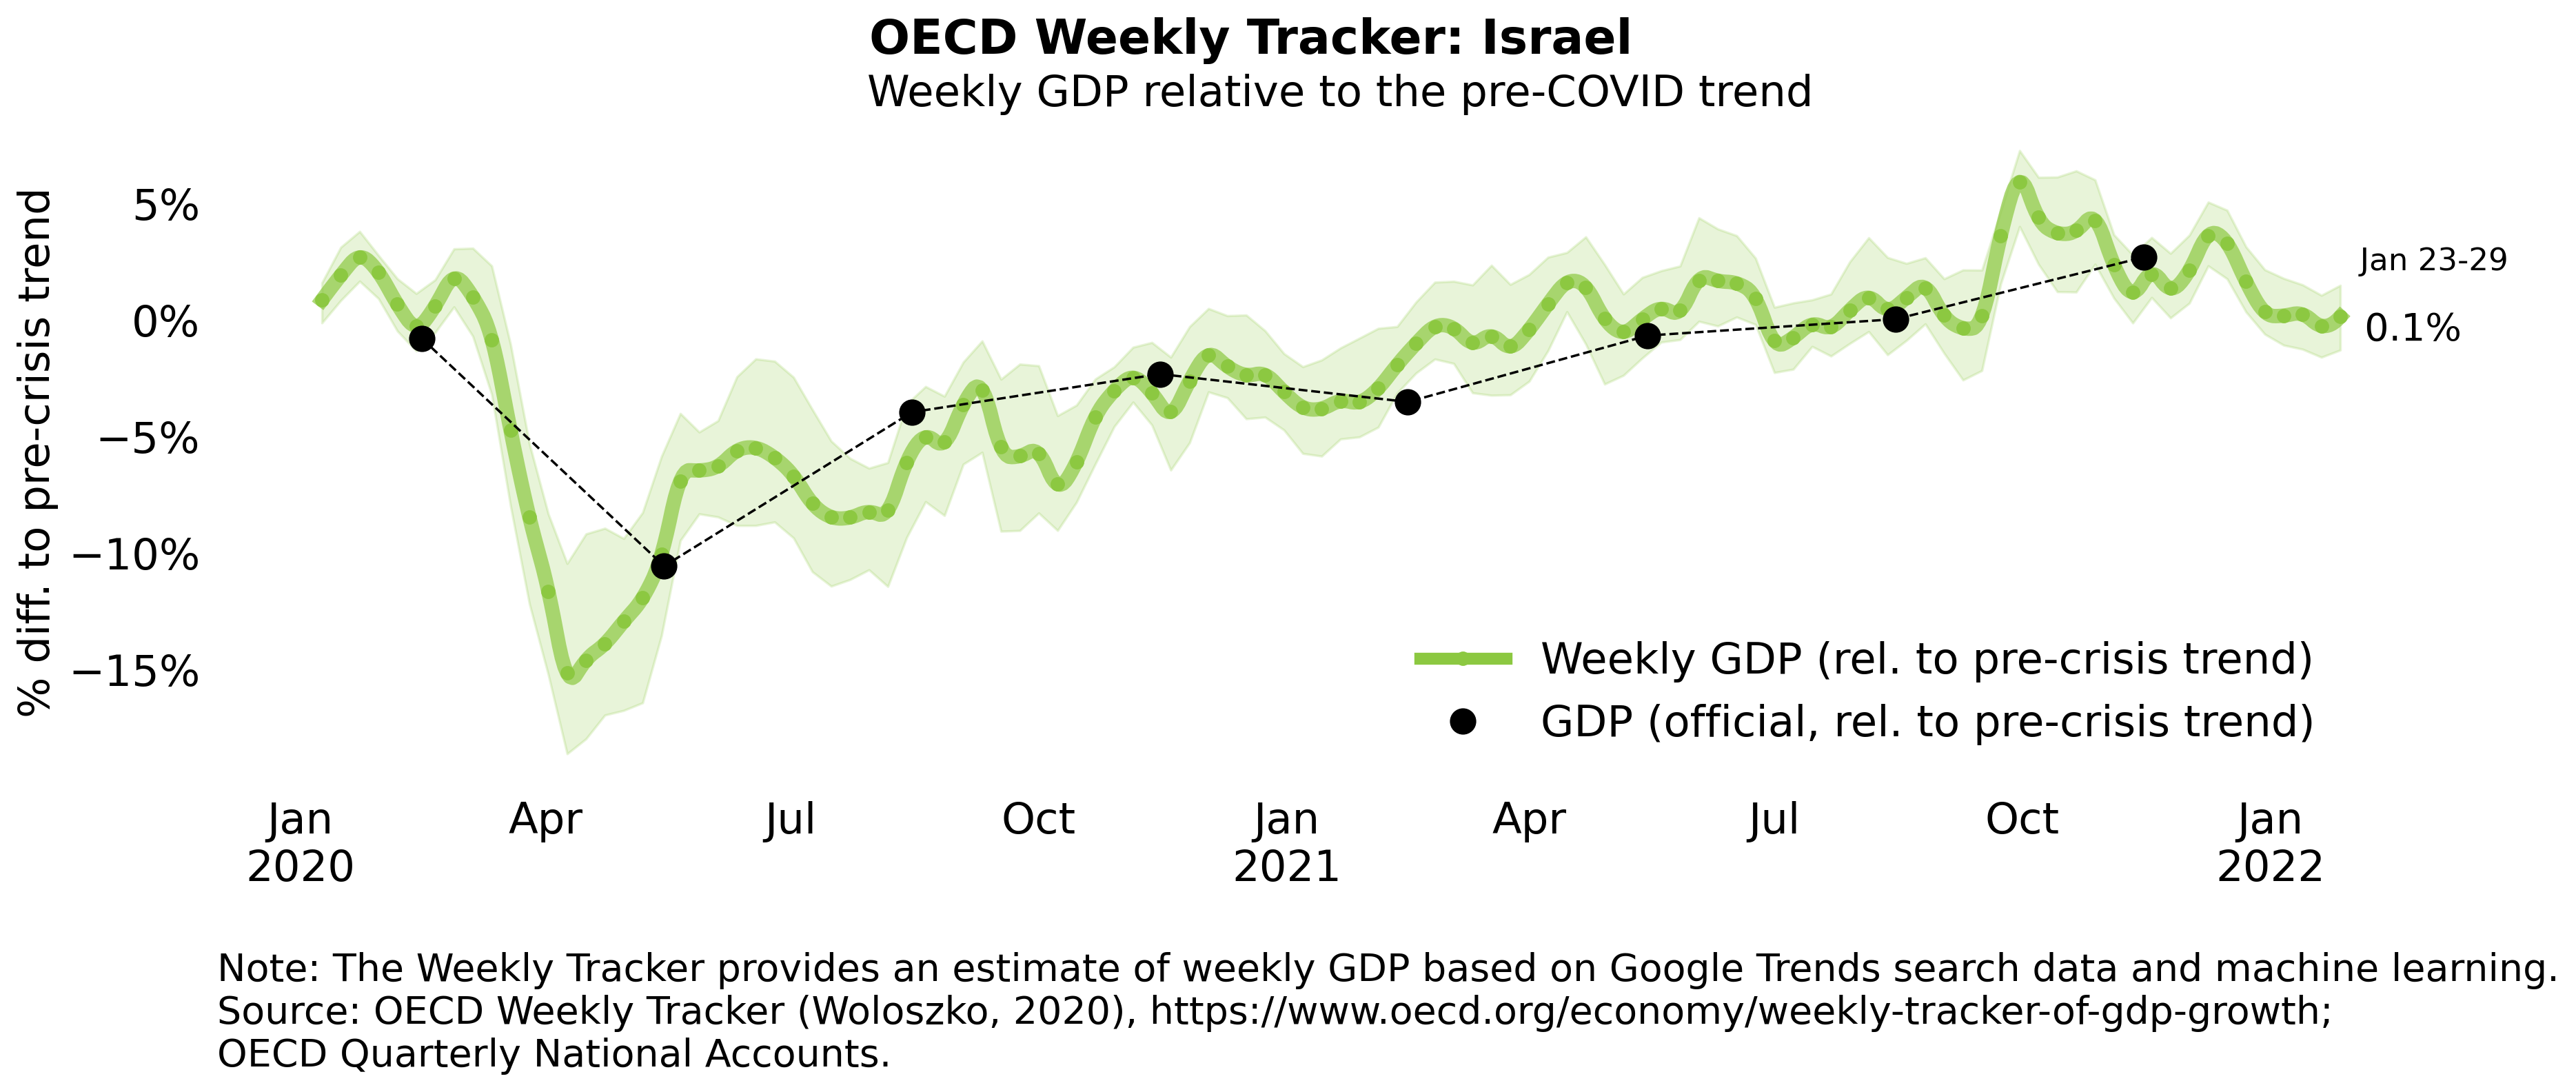 OECD Weekly Tracker: Israel
Weekly GDP relative to the pre-COVID trend
% diff. to pre-crisis trend
5%
0%
−5%
−10%
−15%
Jan 23-29
0.1%
Weekly GDP (rel. to pre-crisis trend)
GDP (official, rel. to pre-crisis trend)
Jan Apr Jul Oct Jan Apr Jul Oct Jan
2020 2021 2022
Note: The Weekly Tracker provides an estimate of weekly GDP based on Google Trends search data and machine learning.
Source: OECD Weekly Tracker (Woloszko, 2020), https://www.oecd.org/economy/weekly-tracker-of-gdp-growth;
OECD Quarterly National Accounts.